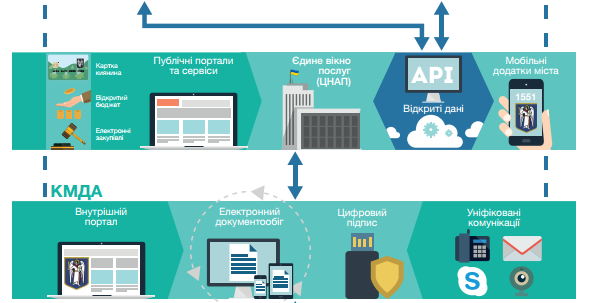 Картка
киянина
Відкритий
бюджет
Електронні
закупівлі
Публічні портали
та сервіси
Єдине вікно
послуг
(ЦНАП)
API
Відкриті дані
Мобільні
додатки міста
1551
КМДА
Внутрішній
портал
Електронний
документообіг
Цифровий
підпис
Уніфіковані
комунікації
S